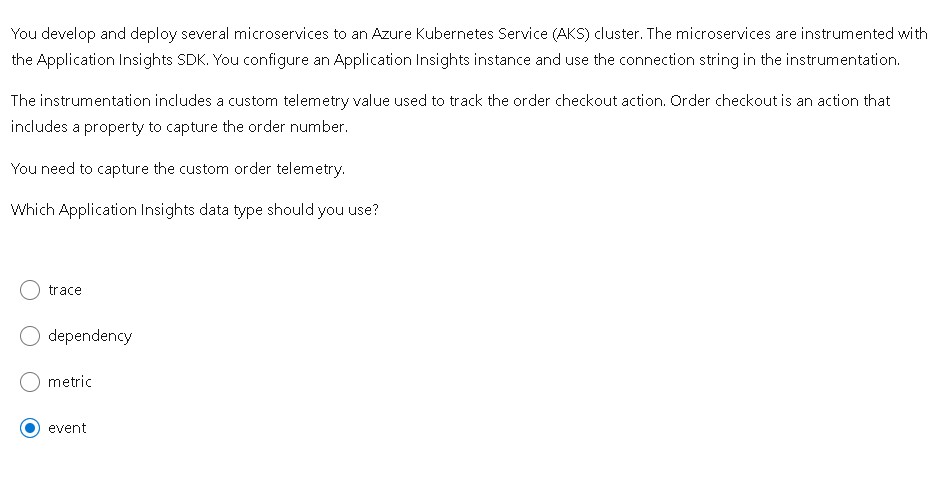 You develop and deploy several microservices to an Azure Kubernetes Service (AKS) cluster. The microservices are instrumented with
the Application Insights SDK. You configure an Application Insights instance and use the connection string in the instrumentation.
The instrumentation includes a custom telemetry value used to track the order checkout action. Order checkout is an action that
includes a property to capture the order number.
You need to capture the custom order telemetry.
Which Application Insights data type should you use?
trace
dependency
metric
event